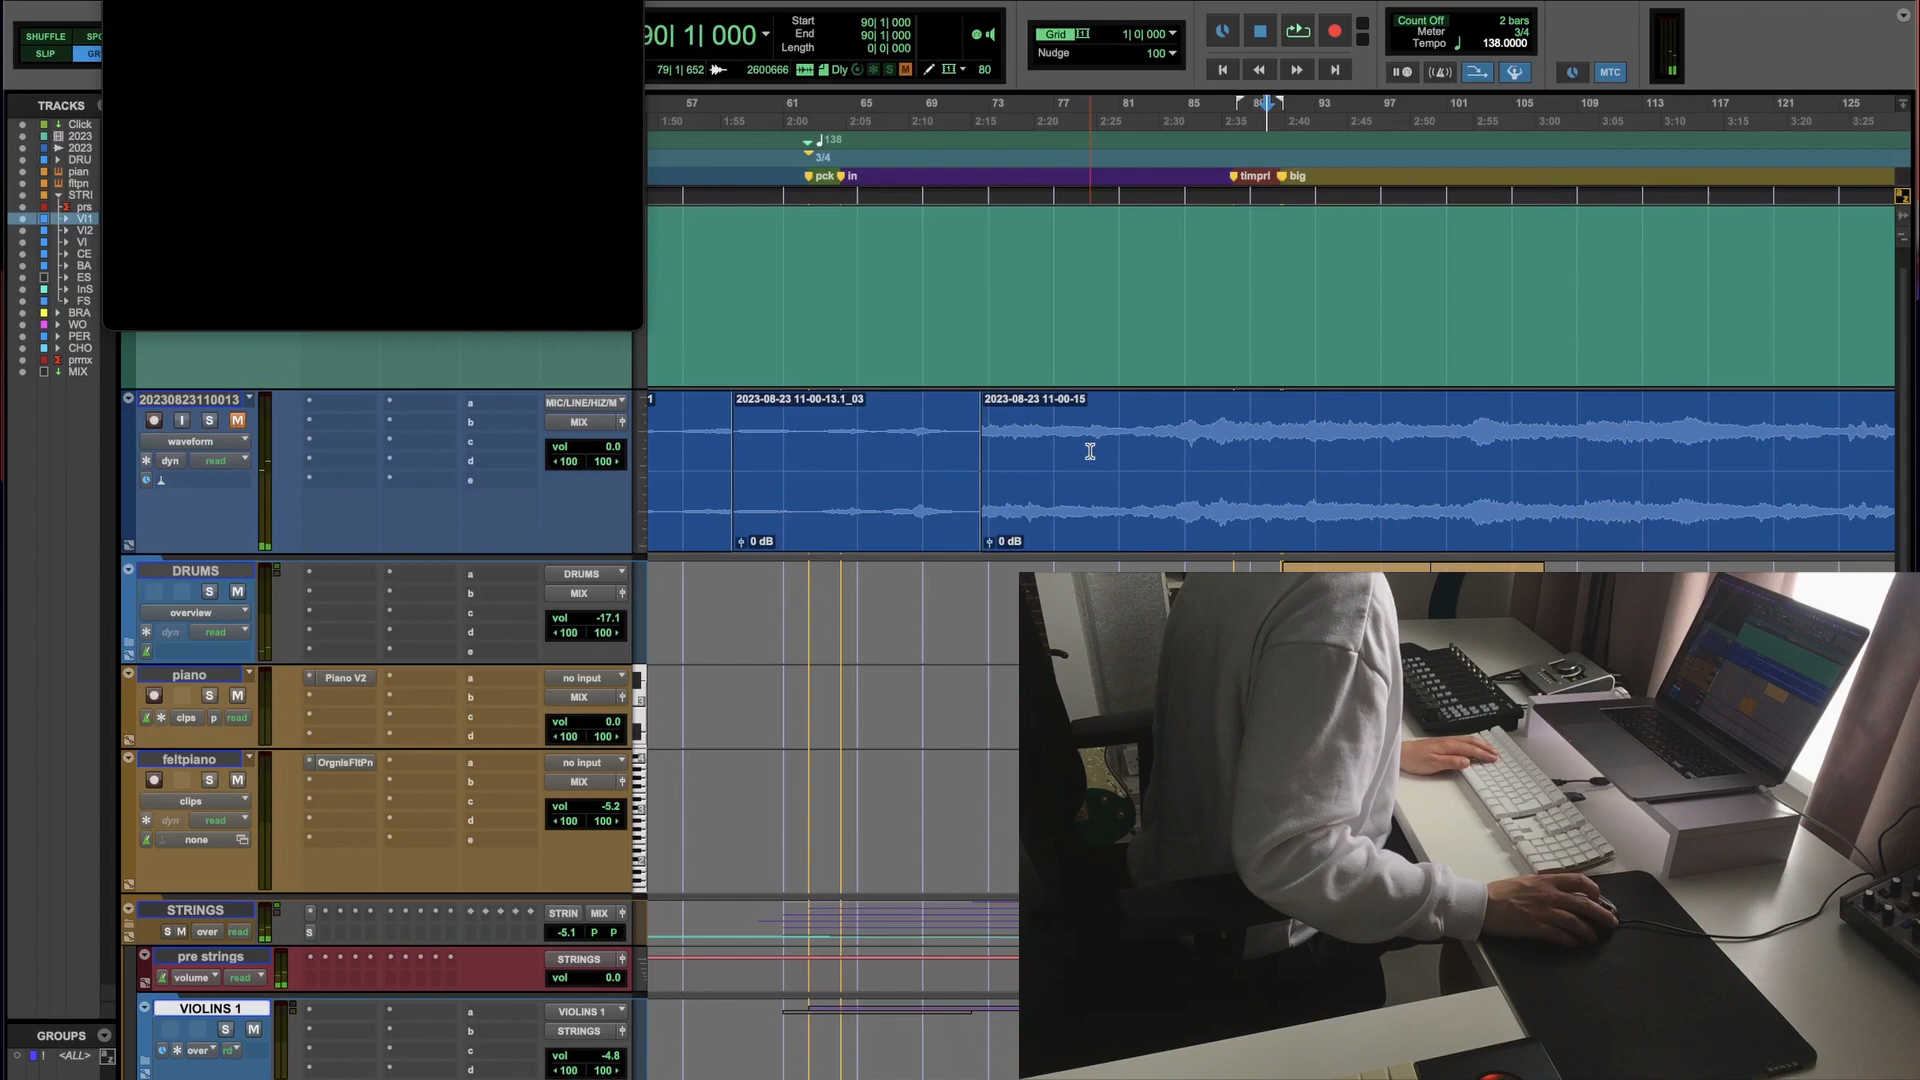 SHUFFLE SPO
SLIP GR
90| 1| 000
Start 90| 1| 000
End 90| 1| 000
Length 0| 0| 000
79| 1| 652 2600666 Dly S M 80
Grid 1| 0| 000
Nudge 100
Count Off 2 bars
Meter 3/4
Tempo 138.0000
MTC
TRACKS
Click
2023
2023
DRU
pian
fltpn
STRI
prs
VI1
VI2
VI
CE
BA
ES
InS
FS
BRA
WO
PER
CHO
prmx
MIX
57 61 65 69 73 77 81 85 93 97 101 105 109 113 117 121 125
1:50 1:55 2:00 2:05 2:10 2:15 2:20 2:25 2:30 2:35 2:40 2:45 2:50 2:55 3:00 3:05 3:10 3:15 3:20 3:25
138
3/4
pck in timprl big
20230823110013
I S M
waveform
dyn read
a
b
c
d
e
MIC/LINE/HIZ/M
MIX
vol 0.0
100 100
1 2023-08-23 11-00-13.1_03 2023-08-23 11-00-15
0 dB 0 dB
DRUMS
S M
overview
dyn read
a
b
c
d
e
DRUMS
MIX
vol -17.1
100 100
piano
S M
clps p read
Piano V2
a
b
c
d
no input
MIX
vol 0.0
100 100
feltpiano
S M
clips
dyn read
none
OrgnlsFltPn
a
b
c
d
e
no input
MIX
vol -5.2
100 100
STRINGS
S M over read
S
STRIN MIX
-5.1 P P
pre strings
volume read
STRINGS
vol 0.0
VIOLINS 1
S M
over rd
a
b
c
d
VIOLINS 1
STRINGS
vol -4.8
100 100
GROUPS
! <ALL>